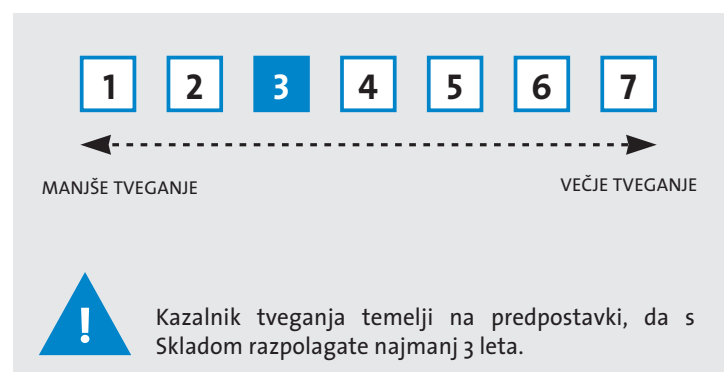 1 2 3 4 5 6 7
MANJŠE TVEGANJE VEČJE TVEGANJE
! Kazalnik tveganja temelji na predpostavki, da s
Skladom razpolagate najmanj 3 leta.